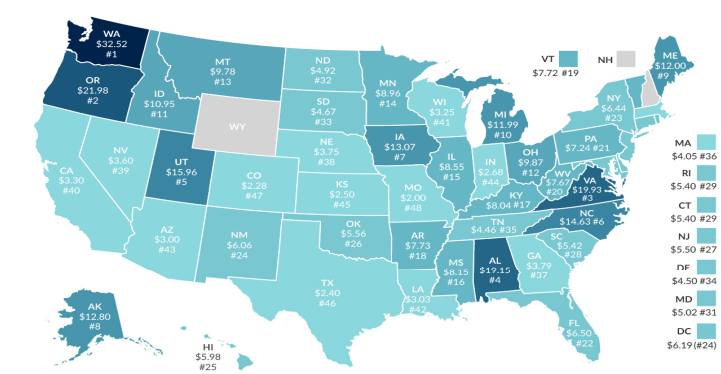 WA
$32.52
#1
OR
$21.98
#2
CA
$3.30
#40
NV
$3.60
#39
ID
$10.95
#11
MT
$9.78
#13
WY
UT
$15.96
#5
CO
$2.28
#47
AZ
$3.00
#43
NM
$6.06
#24
ND
$4.92
#32
SD
$4.67
#33
NE
$3.75
#38
KS
$2.50
#45
OK
$5.56
#26
TX
$2.40
#46
MN
$8.96
#14
IA
$13.07
#7
MO
$2.00
#48
AR
$7.73
#18
LA
$3.03
#42
WI
$3.25
#41
IL
$8.55
#15
MS
$8.15
#16
MI
$11.99
#10
IN
$2.68
#44
OH
$9.87
#12
KY
$8.04 #17
TN
$4.46 #35
AL
$19.15
#4
GA
$3.79
#37
FL
$6.50
#22
SC
$5.42
#28
NC
$14.63 #6
VA
$19.93
#3
WV
$7.67
#20
PA
$7.24 #21
NY
$6.44
#23
VT
$7.72 #19
NH
ME
$12.00
#9
MA
$4.05 #36
RI
$5.40 #29
CT
$5.40 #29
NJ
$5.50 #27
DE
$4.50 #34
MD
$5.02 #31
DC
$6.19 (#24)
AK
$12.80
#8
HI
$5.98
#25